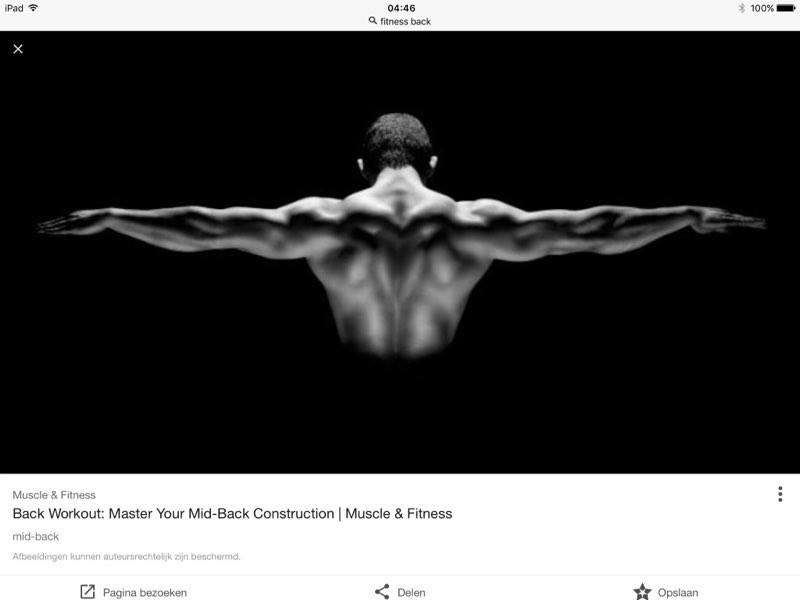 iPad 04:46 100%
fitness back
Muscle & Fitness
Back Workout: Master Your Mid-Back Construction | Muscle & Fitness
mid-back
Afbeeldingen kunnen auteursrechtelijk zijn beschermd.
Pagina bezoeken Delen Opslaan